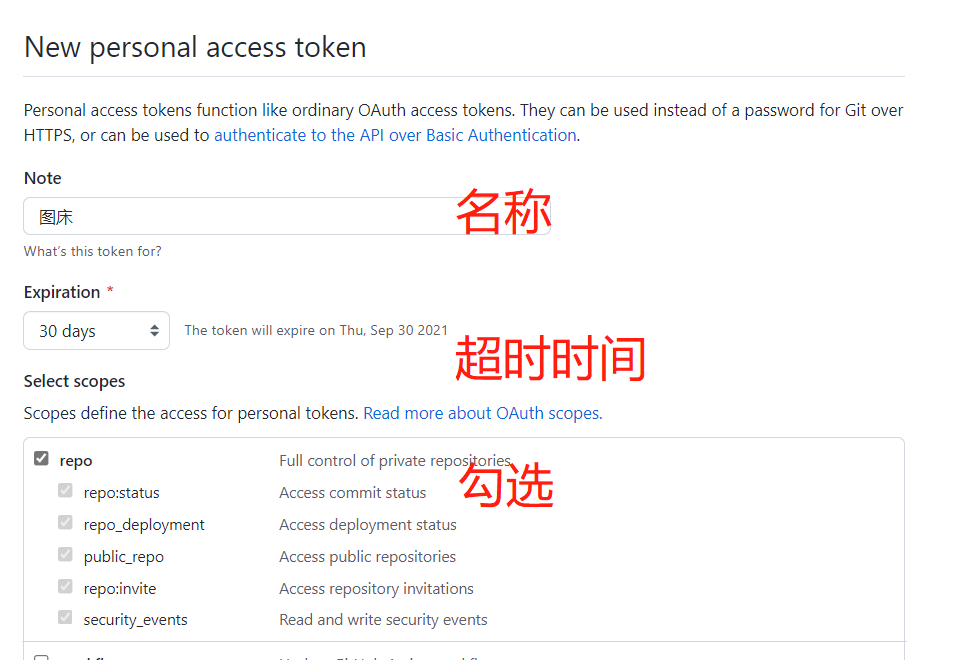 New personal access token
Personal access tokens function like ordinary OAuth access tokens. They can be used instead of a password for Git over
HTTPS, or can be used to authenticate to the API over Basic Authentication.
Note
图床
名称
What's this token for?
Expiration *
30 days
The token will expire on Thu, Sep 30 2021
超时时间
Select scopes
Scopes define the access for personal tokens. Read more about OAuth scopes.
repo Full control of private repositories
勾选
repo:status Access commit status
repo_deployment Access deployment status
public_repo Access public repositories
repo:invite Access repository invitations
security_events Read and write security events